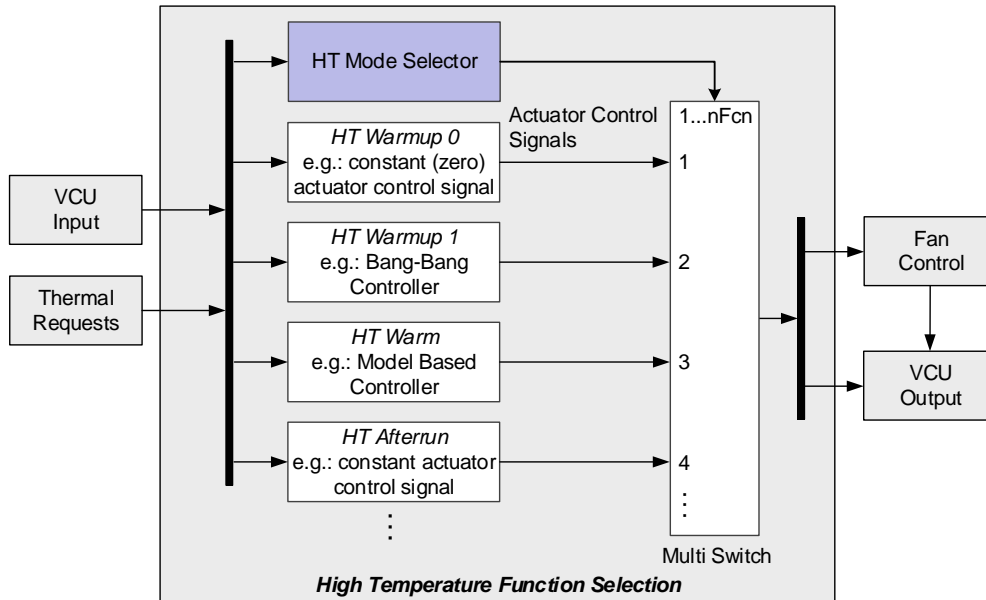 HT Mode Selector
Actuator Control
Signals
1...nFcn
HT Warmup 0
e.g.: constant (zero)
actuator control signal
1
VCU
Input
HT Warmup 1
e.g.: Bang-Bang
Controller
2
Fan
Control
Thermal
Requests
HT Warm
e.g.: Model Based
Controller
3
VCU
Output
HT Afterrun
e.g.: constant actuator
control signal
4
⋮
⋮
Multi Switch
High Temperature Function Selection